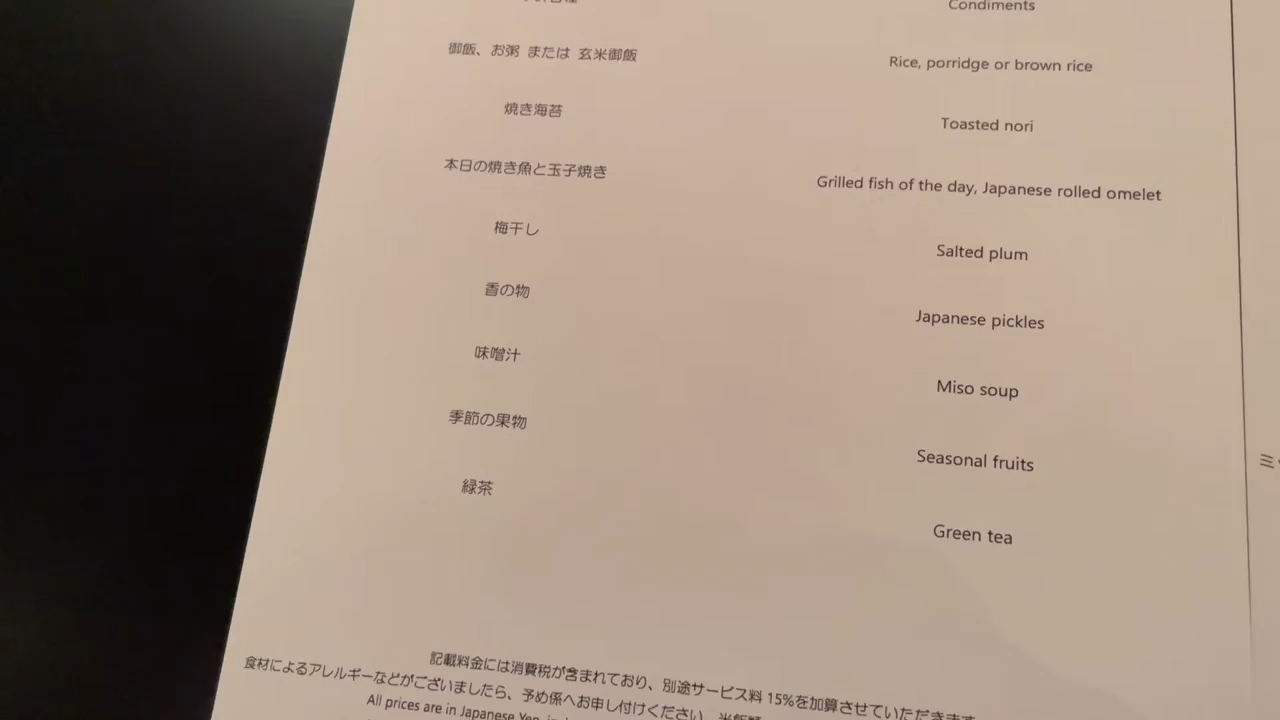 Condiments
御飯、お粥 または 玄米御飯
Rice, porridge or brown rice
焼き海苔
Toasted nori
本日の焼き魚と玉子焼き
Grilled fish of the day, Japanese rolled omelet
梅干し
Salted plum
香の物
Japanese pickles
味噌汁
Miso soup
季節の果物
Seasonal fruits
緑茶
Green tea
記載料金には消費税が含まれており、別途サービス料 15%を加算させていただきます
食材によるアレルギーなどがございましたら、予め係へお申し付けください。米飯類
All prices are in Japanese Yen,